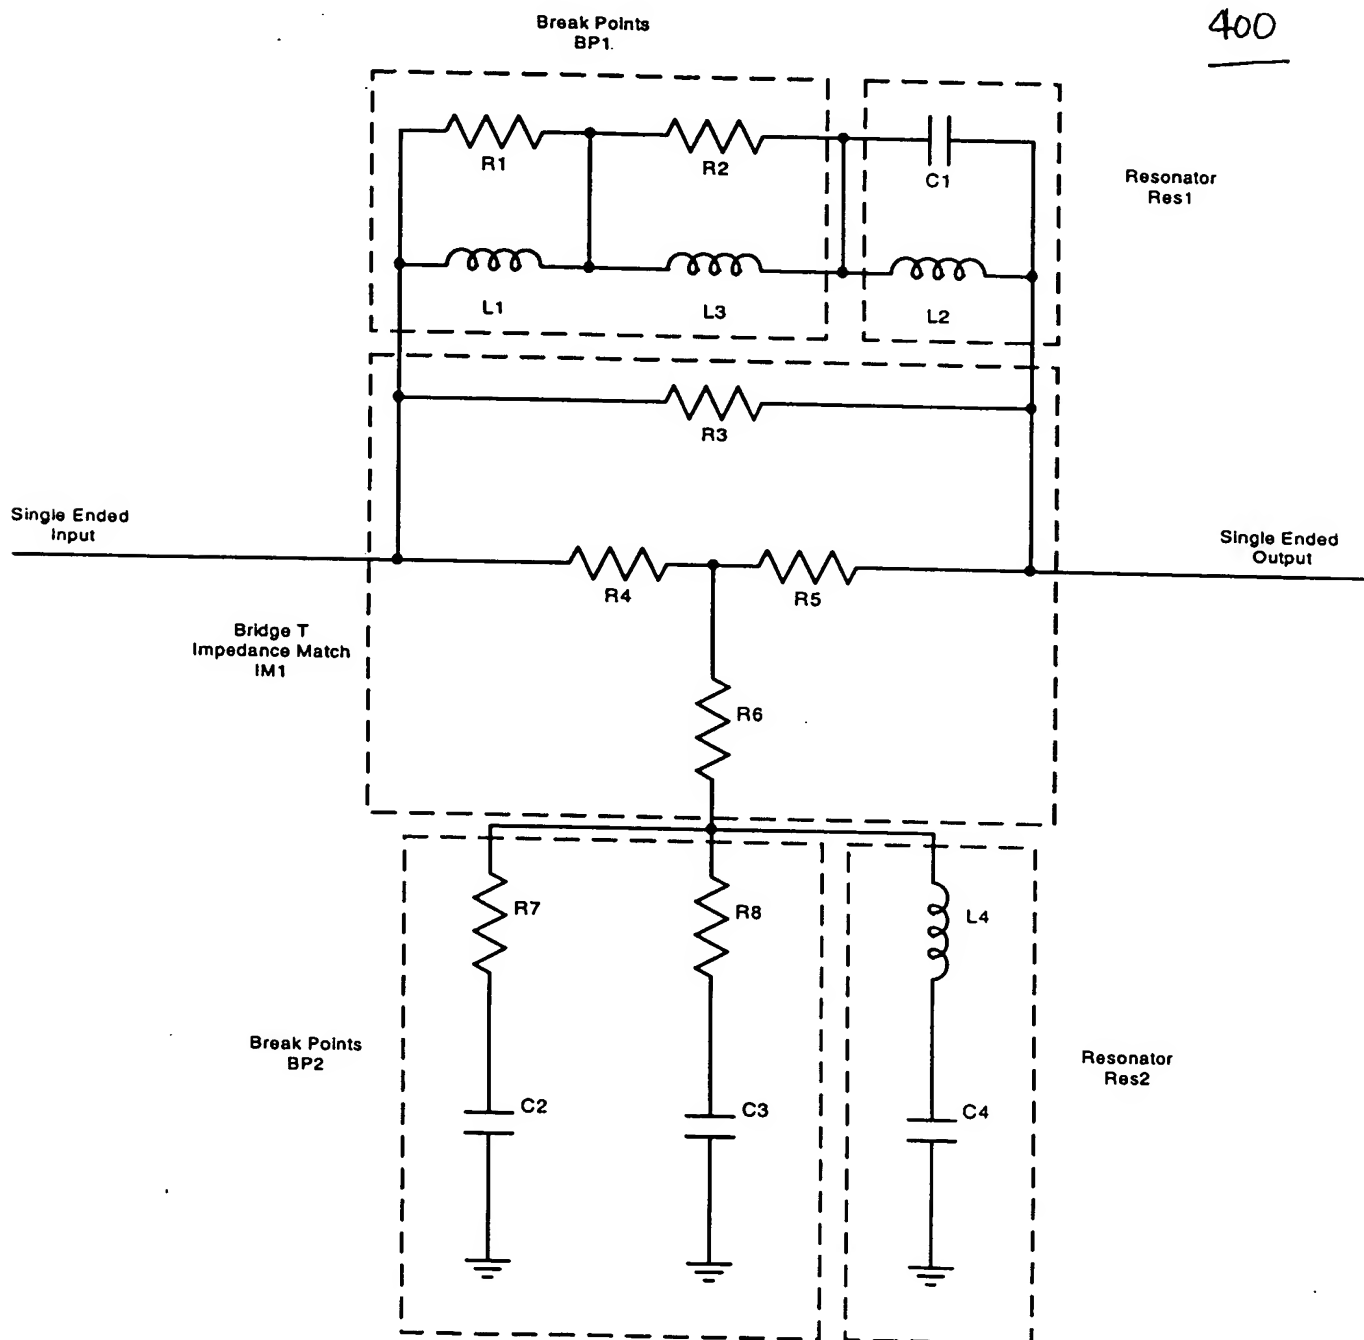 400
Break Points
BP1.
R1
R2
C1
Resonator
Res1
L1
L3
L2
R3
Single Ended
Input
Single Ended
Output
R4
R5
Bridge T
Impedance Match
IM1
R6
R7
R8
L4
Break Points
BP2
C2
C3
C4
Resonator
Res2